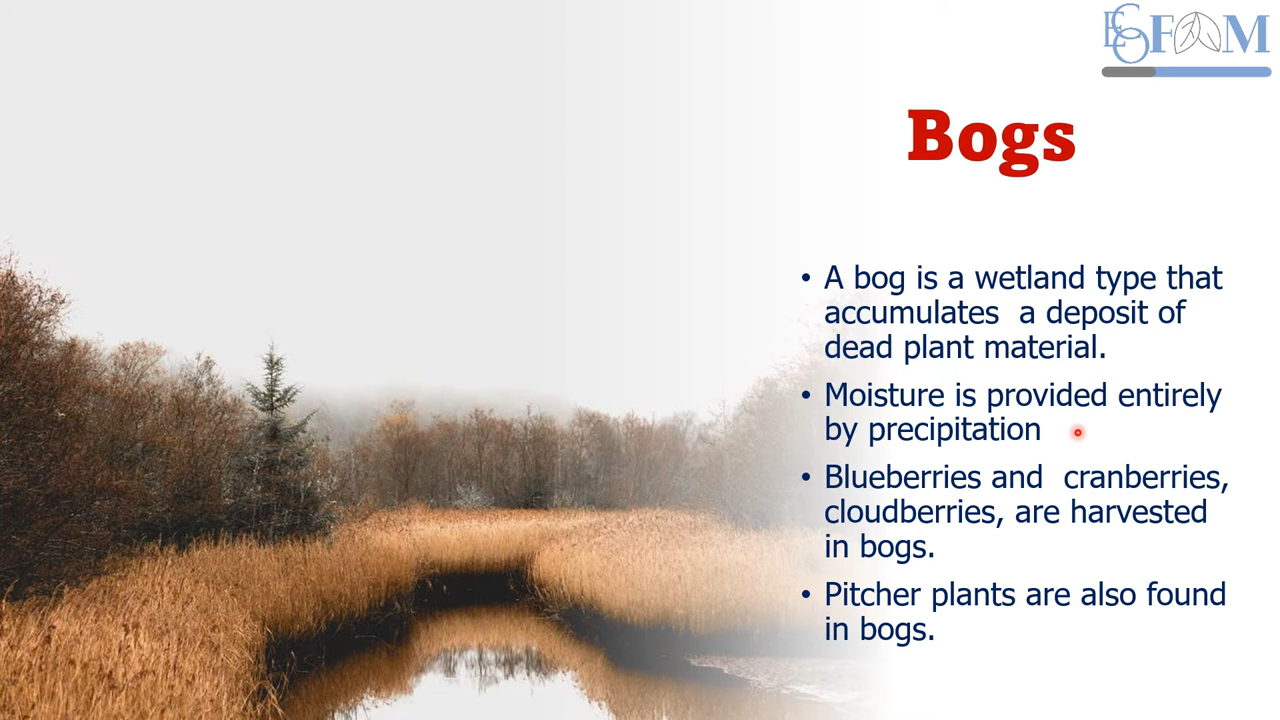 ECOFAM
Bogs
• A bog is a wetland type that
accumulates a deposit of
dead plant material.
• Moisture is provided entirely
by precipitation
• Blueberries and cranberries,
cloudberries, are harvested
in bogs.
• Pitcher plants are also found
in bogs.